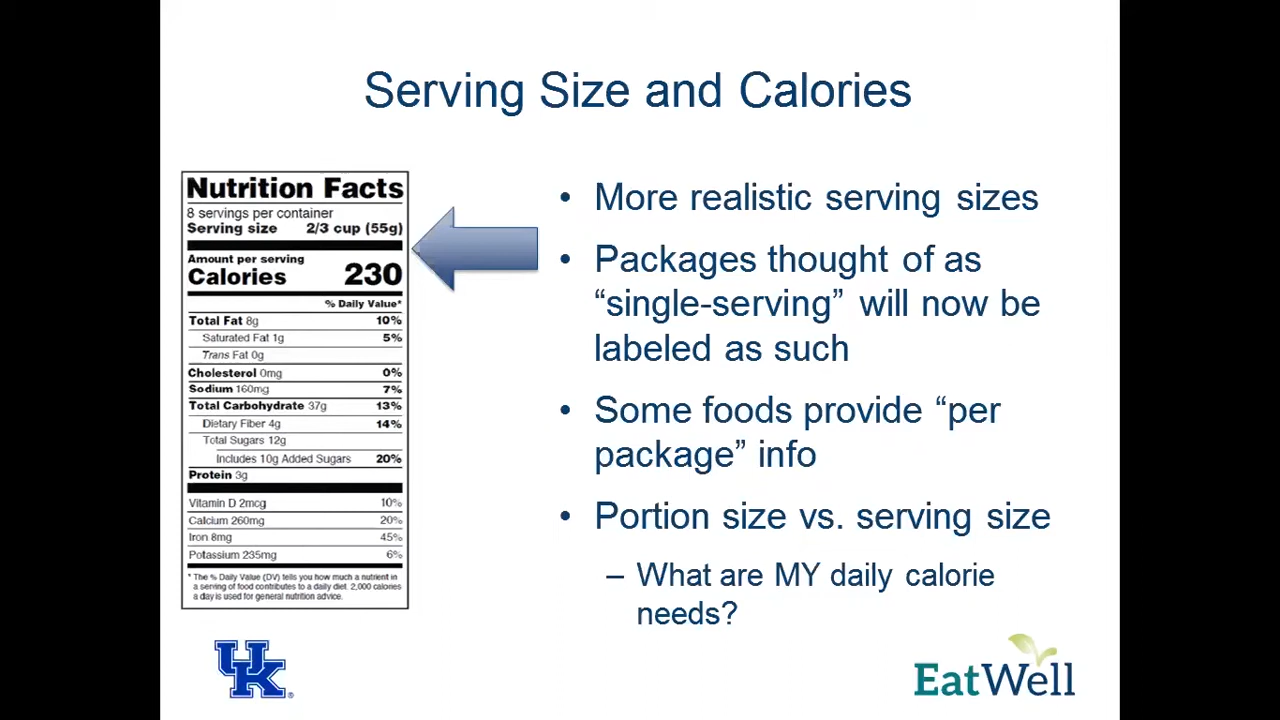 Serving Size and Calories
Nutrition Facts
8 servings per container
Serving size 2/3 cup (55g)
Amount per serving
Calories 230
% Daily Value*
Total Fat 8g 10%
Saturated Fat 1g 5%
Trans Fat 0g
Cholesterol 0mg 0%
Sodium 160mg 7%
Total Carbohydrate 37g 13%
Dietary Fiber 4g 14%
Total Sugars 12g
Includes 10g Added Sugars 20%
Protein 3g
Vitamin D 2mcg 10%
Calcium 260mg 20%
Iron 8mg 45%
Potassium 235mg 6%
* The % Daily Value (DV) tells you how much a nutrient in
a serving of food contributes to a daily diet. 2,000 calories
a day is used for general nutrition advice.
• More realistic serving sizes
• Packages thought of as
“single-serving” will now be
labeled as such
• Some foods provide “per
package” info
• Portion size vs. serving size
– What are MY daily calorie
needs?
UK®
EatWell